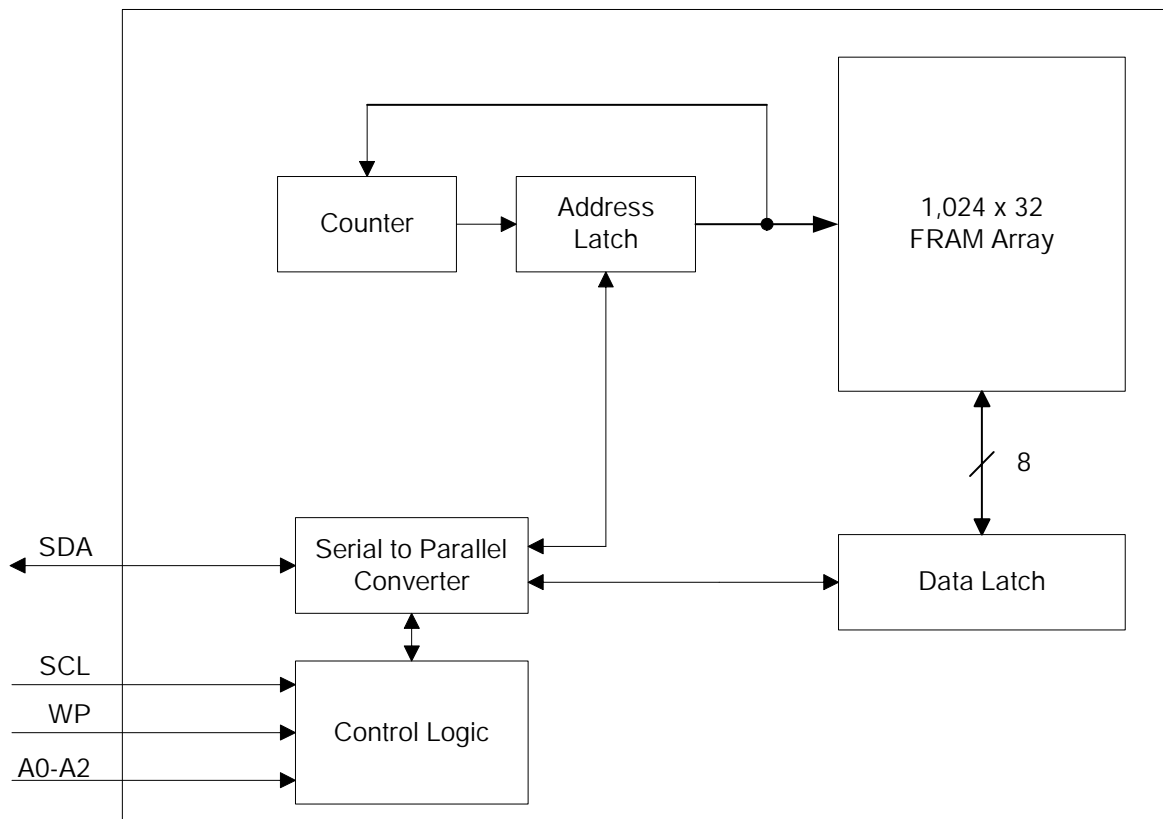 Counter
Address
Latch
1,024 x 32
FRAM Array
8
SDA
Serial to Parallel
Converter
Data Latch
SCL
WP
A0-A2
Control Logic